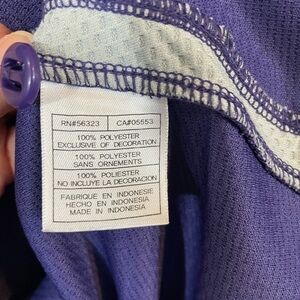 RN#56323 CA#05553
100% POLYESTER
EXCLUSIVE OF DECORATION
100% POLYESTER
SANS ORNEMENTS
100% POLIESTER
NO INCLUYE LA DECORACION
FABRIQUE EN INDONESIE
HECHO EN INDONESIA
MADE IN INDONESIA